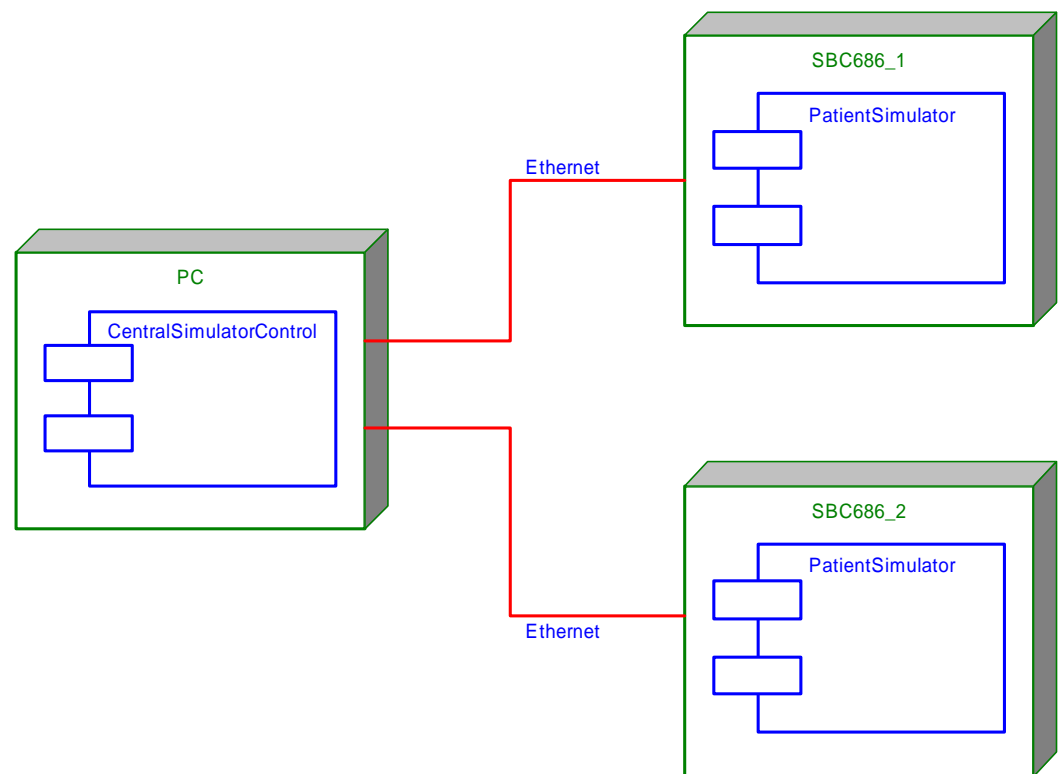 SBC686_1
PatientSimulator
Ethernet
PC
CentralSimulatorControl
SBC686_2
PatientSimulator
Ethernet